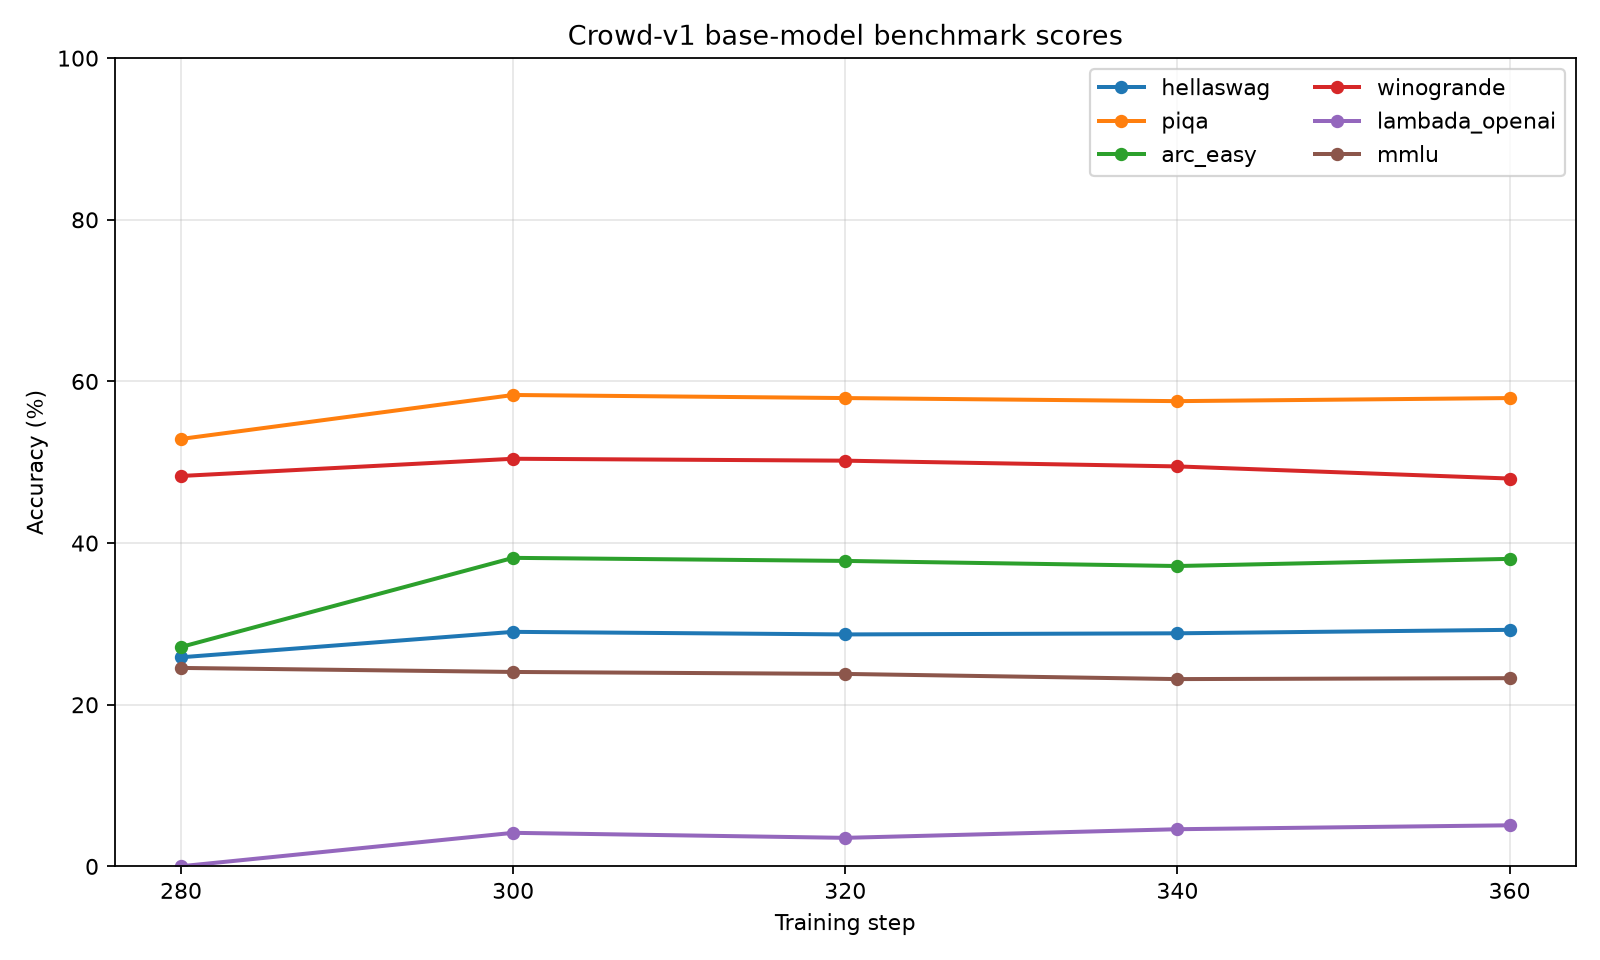 Crowd-v1 base-model benchmark scores
100
80
60
40
20
0
Accuracy (%)
hellaswag
piqa
arc_easy
winogrande
lambada_openai
mmlu
280 300 320 340 360
Training step